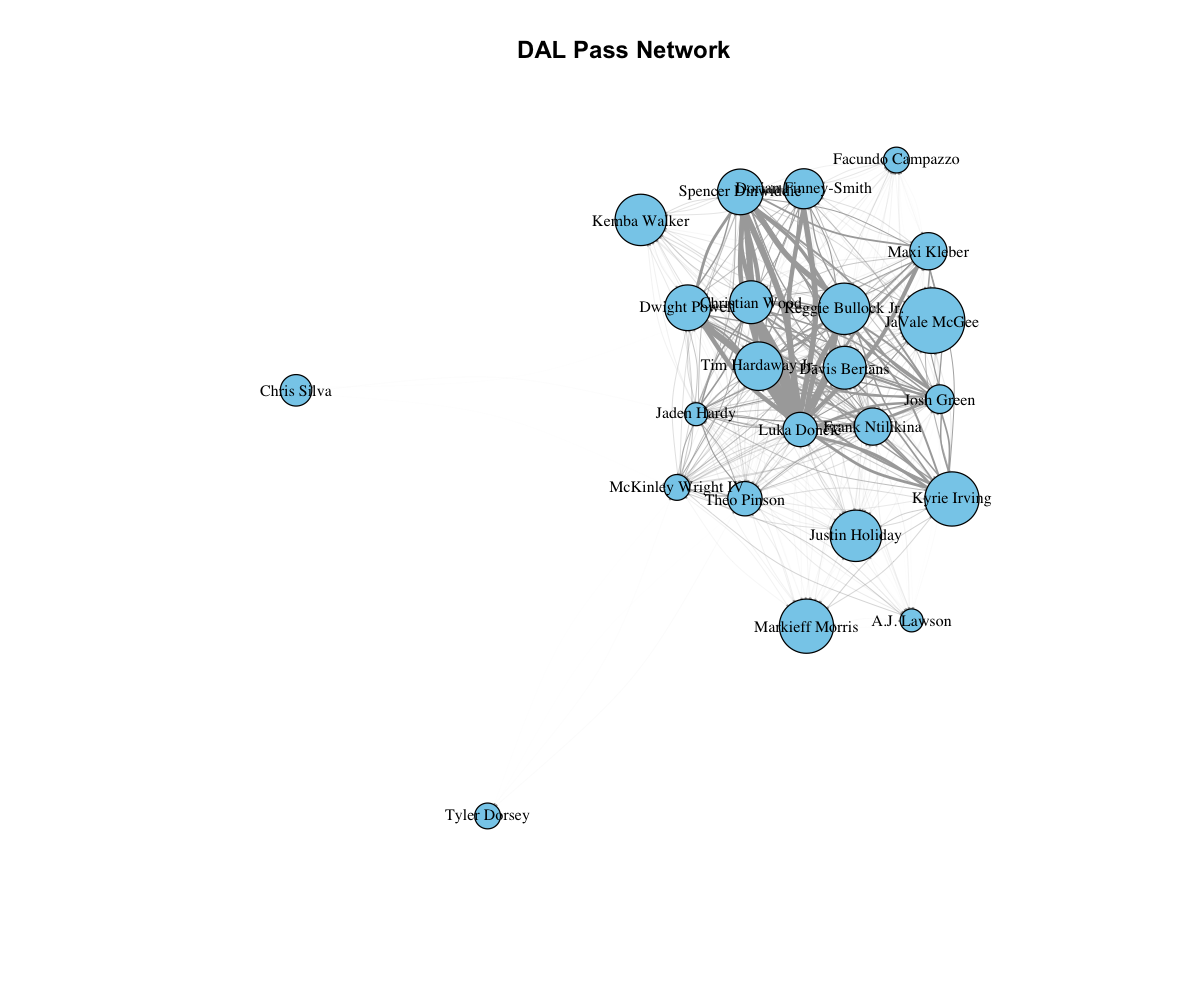 DAL Pass Network
Facundo Campazzo
Spencer Dinwiddie
Dorian Finney-Smith
Kemba Walker
Maxi Kleber
Dwight Powell
Christian Wood
Reggie Bullock Jr.
JaVale McGee
Tim Hardaway Jr.
Davis Bertans
Chris Silva
Josh Green
Jaden Hardy
Luka Doncic
Frank Ntilikina
McKinley Wright IV
Theo Pinson
Kyrie Irving
Justin Holiday
Markieff Morris
A.J. Lawson
Tyler Dorsey